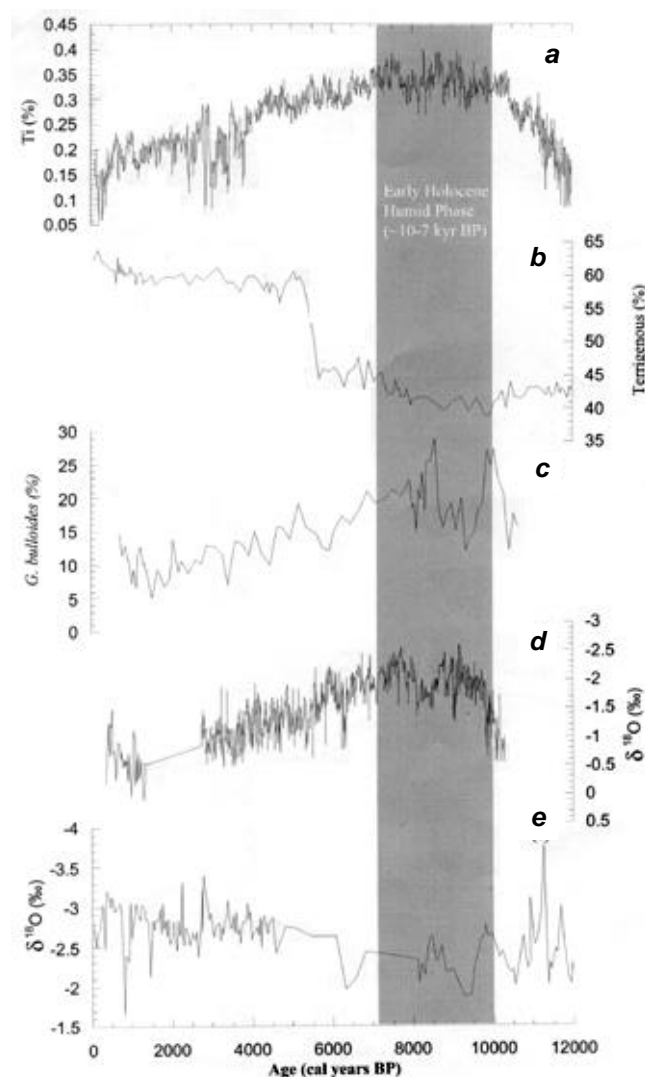 0.45
0.4
0.35
0.3
0.25
0.2
0.15
0.1
0.05
Ti (%)
a
Early Holocene
Humid Phase
(~10-7 kyr BP)
b
65
60
55
50
45
40
35
Terrigenous (%)
30
25
20
15
10
5
0
G. bulloides (%)
c
d
-3
-2.5
-2
-1.5
-1
-0.5
0
0.5
δ18O (‰)
e
-4
-3.5
-3
-2.5
-2
-1.5
δ18O (‰)
0 2000 4000 6000 8000 10000 12000
Age (cal years BP)